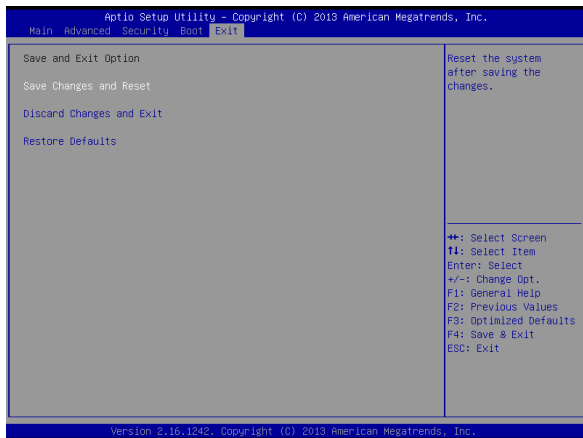 Aptio Setup Utility – Copyright (C) 2013 American Megatrends, Inc.
Main Advanced Security Boot Exit
Save and Exit Option
Save Changes and Reset
Discard Changes and Exit
Restore Defaults
Reset the system
after saving the
changes.
→←: Select Screen
↑↓: Select Item
Enter: Select
+/-: Change Opt.
F1: General Help
F2: Previous Values
F3: Optimized Defaults
F4: Save & Exit
ESC: Exit
Version 2.16.1242. Copyright (C) 2013 American Megatrends, Inc.